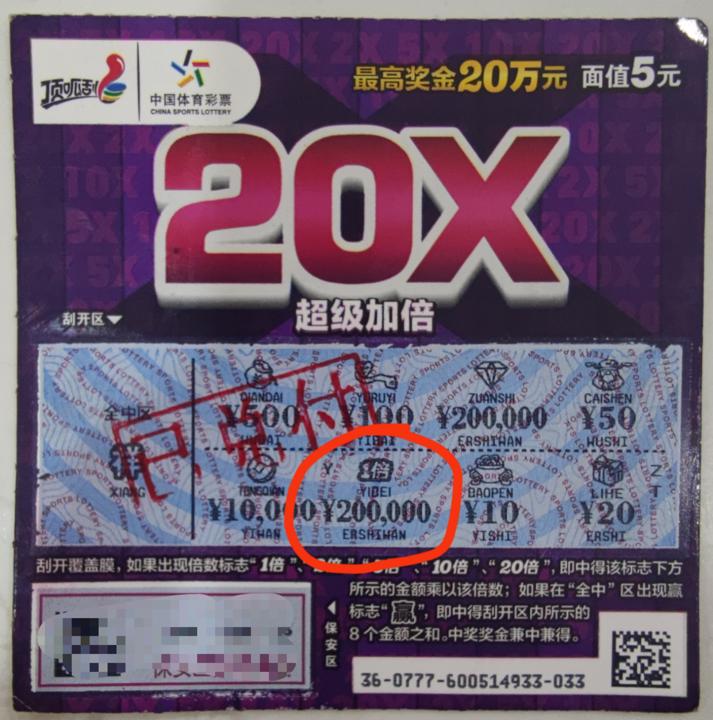 顶呱刮
中国体育彩票
CHINA SPORTS LOTTERY
最高奖金20万元 面值5元
20X
超级加倍
刮开区
全中区
祥
XIANG
QIANDAI
¥500
WUBAI
YURUYI
¥100
YIBAI
ZUANSHI
¥200,000
ERSHIWAN
CAISHEN
¥50
WUSHI
TONGQIAN
¥10,000
YIWAN
1倍
YIBEI
¥200,000
ERSHIWAN
BAOPEN
¥10
YISHI
LIHE
¥20
ERSHI
已兑付
刮开覆盖膜,如果出现倍数标志“1倍”、“2倍”、“5倍”、“10倍”、“20倍”,即中得该标志下方
所示的金额乘以该倍数;如果在“全中”区出现赢
标志“赢”,即中得刮开区内所示的
8个金额之和。中奖奖金兼中兼得。
保安区
36-0777-600514933-033